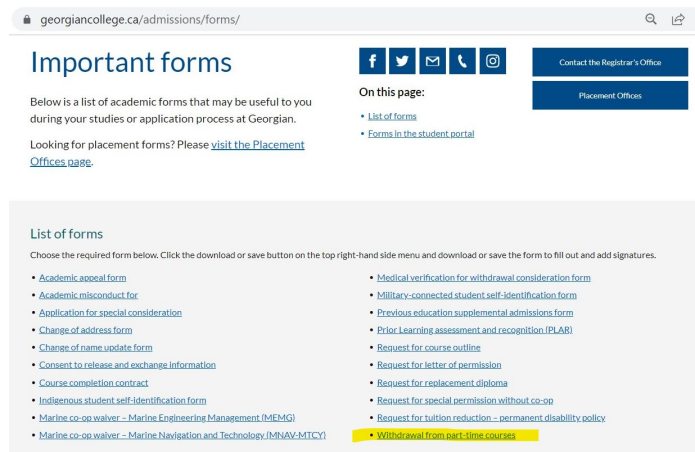 georgiancollege.ca/admissions/forms/
Important forms
Below is a list of academic forms that may be useful to you
during your studies or application process at Georgian.
Looking for placement forms? Please visit the Placement
Offices page.
On this page:
• List of forms
• Forms in the student portal
Contact the Registrar's Office
Placement Offices
List of forms
Choose the required form below. Click the download or save button on the top right-hand side menu and download or save the form to fill out and add signatures.
• Academic appeal form
• Academic misconduct for
• Application for special consideration
• Change of address form
• Change of name update form
• Consent to release and exchange information
• Course completion contract
• Indigenous student self-identification form
• Marine co-op waiver – Marine Engineering Management (MEMG)
• Marine co-op waiver – Marine Navigation and Technology (MNAV-MTCY)
• Medical verification for withdrawal consideration form
• Military-connected student self-identification form
• Previous education supplemental admissions form
• Prior Learning assessment and recognition (PLAR)
• Request for course outline
• Request for letter of permission
• Request for replacement diploma
• Request for special permission without co-op
• Request for tuition reduction – permanent disability policy
• Withdrawal from part-time courses